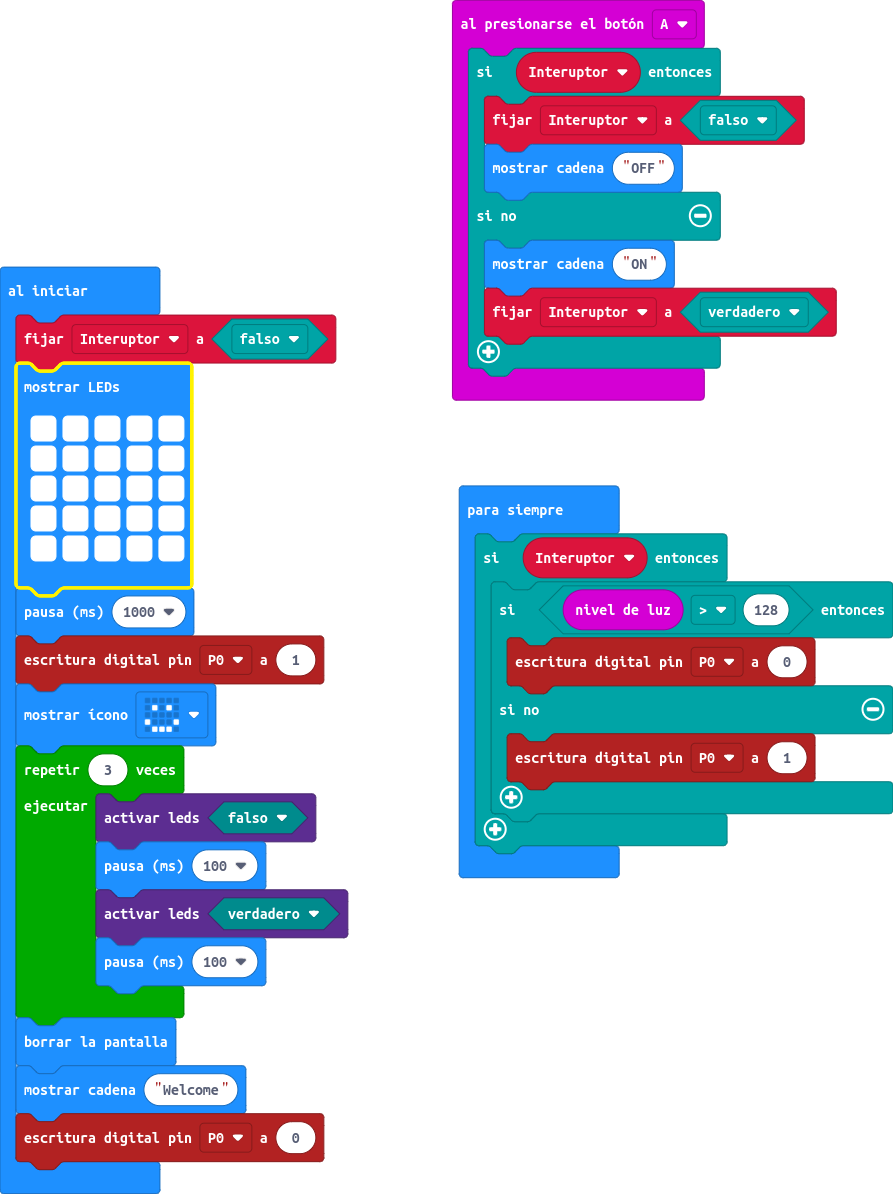 al presionarse el botón A
si Interuptor entonces
fijar Interuptor a falso
mostrar cadena "OFF"
si no
mostrar cadena "ON"
fijar Interuptor a verdadero
al iniciar
fijar Interuptor a falso
mostrar LEDs
pausa (ms) 1000
escritura digital pin P0 a 1
mostrar ícono
repetir 3 veces
ejecutar
activar leds falso
pausa (ms) 100
activar leds verdadero
pausa (ms) 100
borrar la pantalla
mostrar cadena "Welcome"
escritura digital pin P0 a 0
para siempre
si Interuptor entonces
si nivel de luz > 128 entonces
escritura digital pin P0 a 0
si no
escritura digital pin P0 a 1